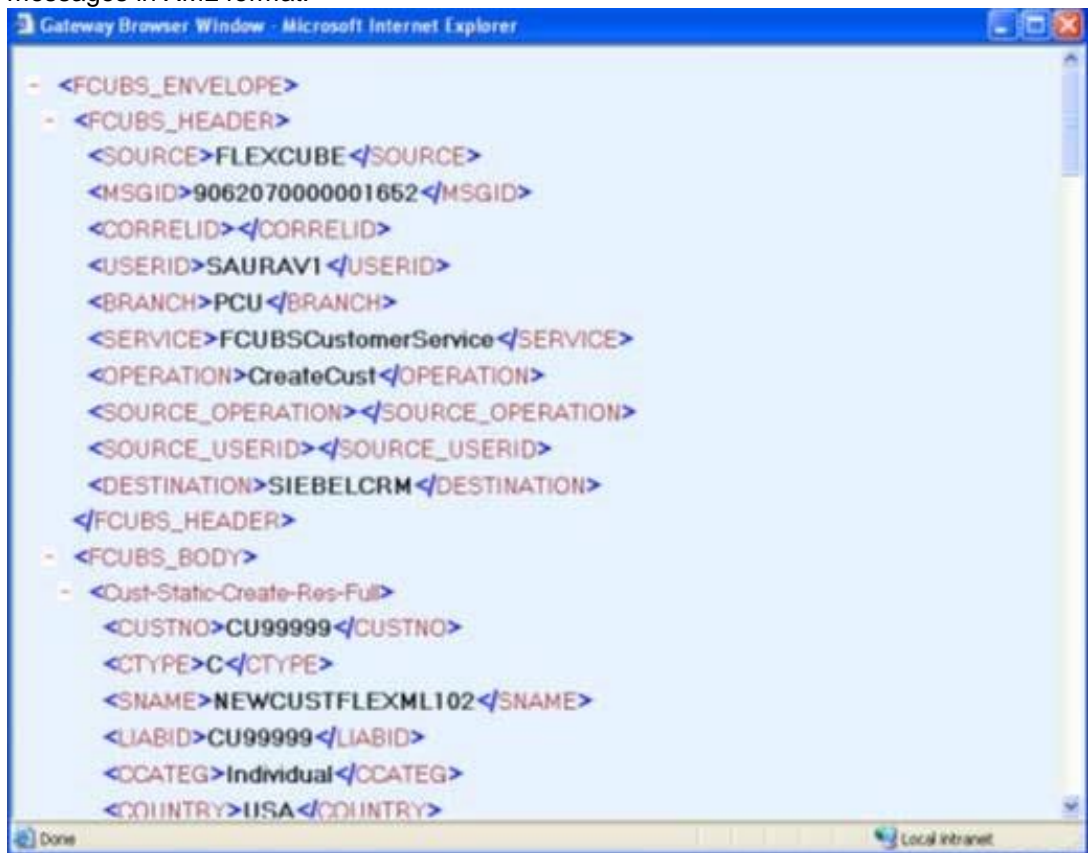 messages in XML format.
Gateway Browser Window - Microsoft Internet Explorer
- <FCUBS_ENVELOPE>
- <FCUBS_HEADER>
<SOURCE>FLEXCUBE</SOURCE>
<MSGID>9062070000001652</MSGID>
<CORRELID></CORRELID>
<USERID>SAURAV1</USERID>
<BRANCH>PCU</BRANCH>
<SERVICE>FCUBSCustomerService</SERVICE>
<OPERATION>CreateCust</OPERATION>
<SOURCE_OPERATION></SOURCE_OPERATION>
<SOURCE_USERID></SOURCE_USERID>
<DESTINATION>SIEBELCRM</DESTINATION>
</FCUBS_HEADER>
- <FCUBS_BODY>
- <Cust-Static-Create-Res-Full>
<CUSTNO>CU99999</CUSTNO>
<CTYPE>C</CTYPE>
<SNAME>NEWCUSTFLEXML102</SNAME>
<LIABID>CU99999</LIABID>
<CCATEG>Individual</CCATEG>
<COUNTRY>USA</COUNTRY>
Done Local intranet